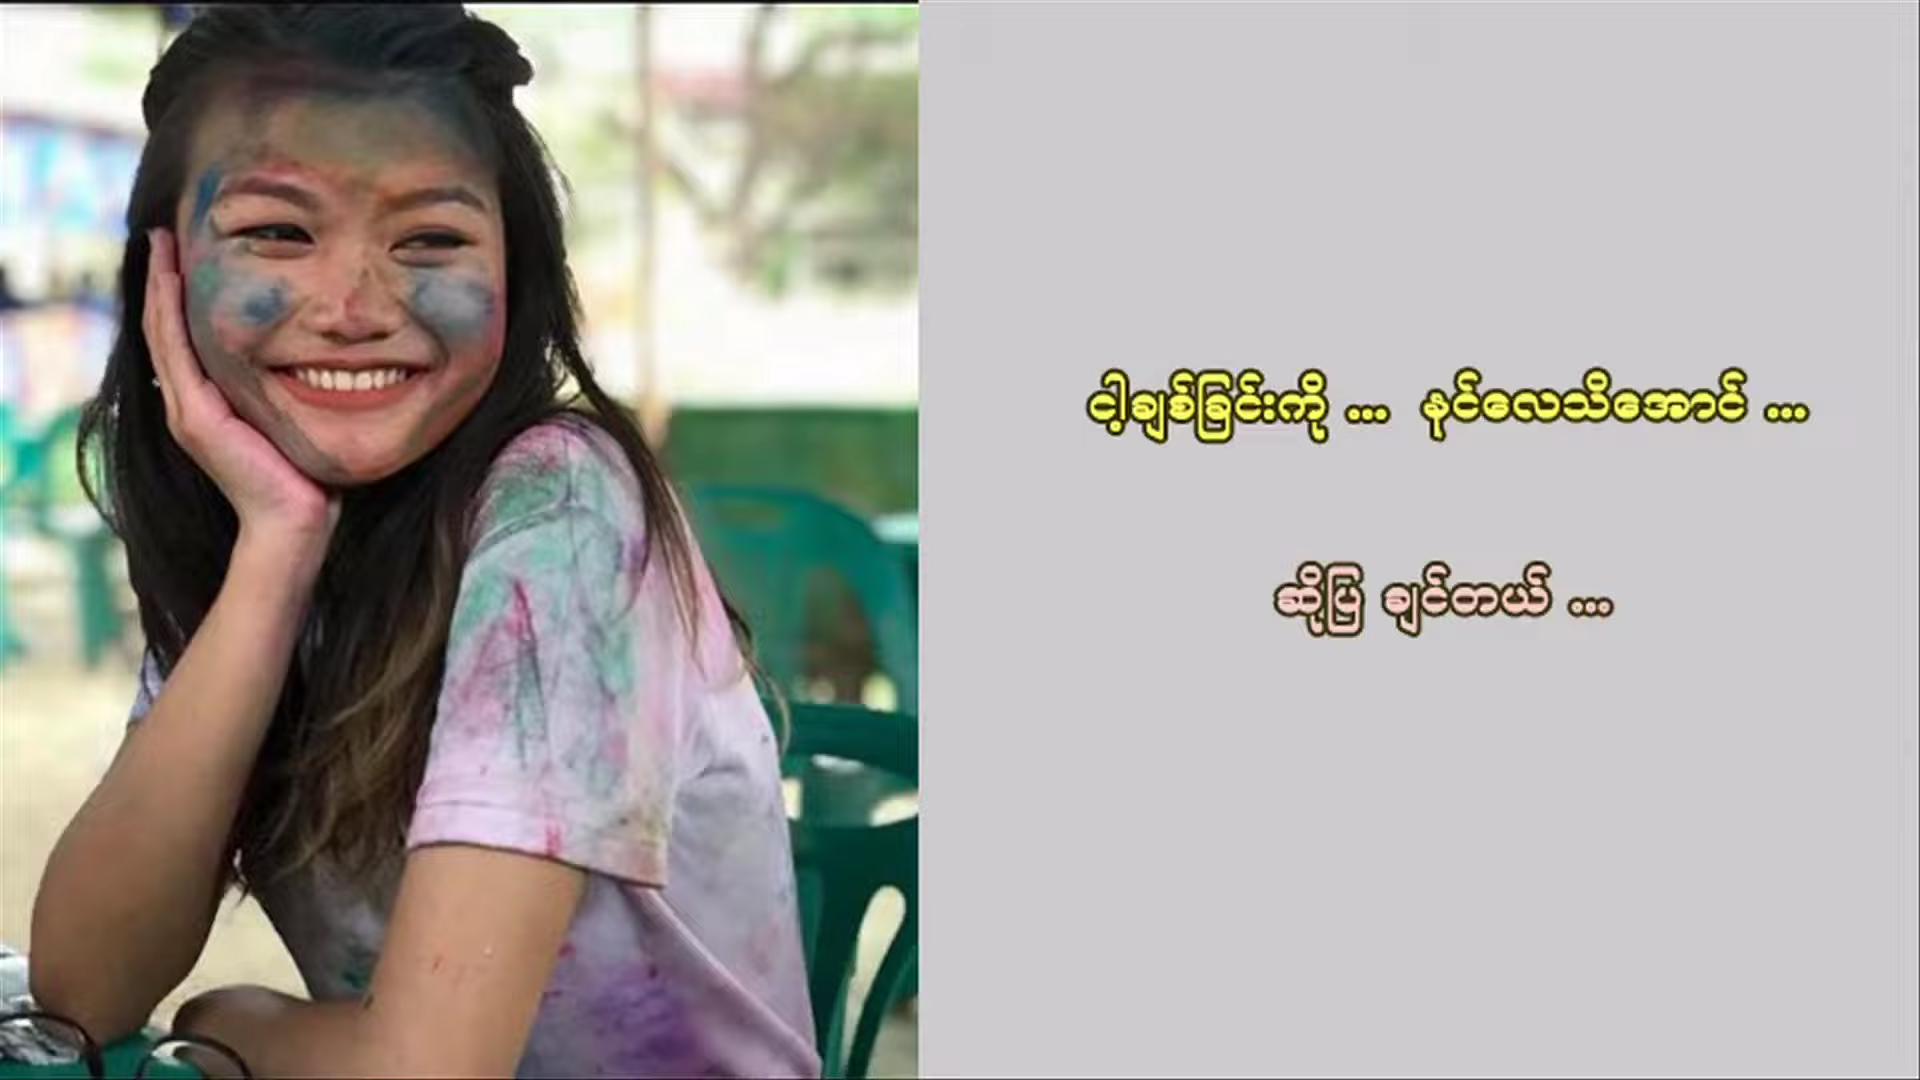 ငါ့ချစ်ခြင်းကို ... နင်လေသိအောင် ...
ဆိုပြ ချင်တယ် ...